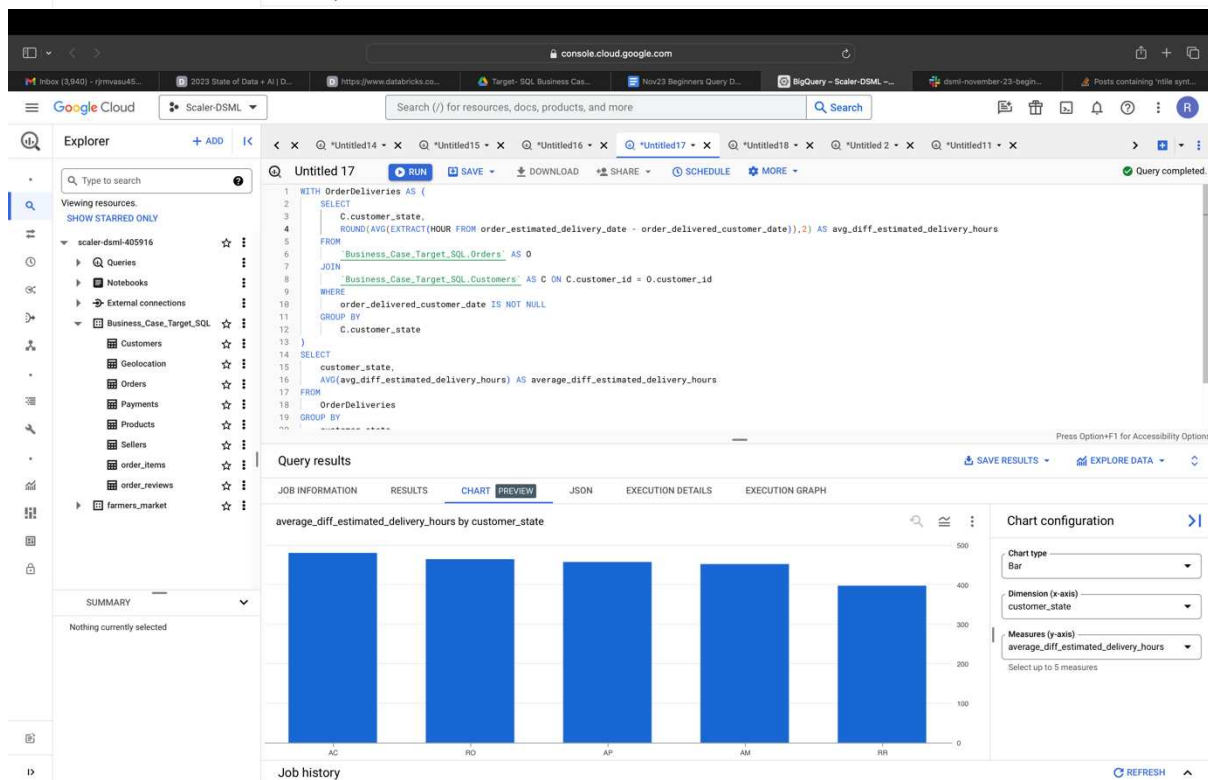 console.cloud.google.com
Inbox (3,940) - rjrmvasu45...
2023 State of Data + AI | D...
https://www.databricks.co...
Target- SQL Business Cas...
Nov23 Beginners Query D...
BigQuery – Scaler-DSML –...
dsml-november-23-begin...
Posts containing 'ntile synt...
Google Cloud
Scaler-DSML
Search (/) for resources, docs, products, and more
Search
R
Explorer
+ ADD
*Untitled14
*Untitled15
*Untitled16
*Untitled17
*Untitled18
*Untitled 2
*Untitled11
Untitled 17
RUN
SAVE
DOWNLOAD
SHARE
SCHEDULE
MORE
Query completed.
Type to search
Viewing resources.
SHOW STARRED ONLY
scaler-dsml-405916
Queries
Notebooks
External connections
Business_Case_Target_SQL
Customers
Geolocation
Orders
Payments
Products
Sellers
order_items
order_reviews
farmers_market
SUMMARY
Nothing currently selected
1 WITH OrderDeliveries AS (
2 SELECT
3 C.customer_state,
4 ROUND(AVG(EXTRACT(HOUR FROM order_estimated_delivery_date - order_delivered_customer_date)),2) AS avg_diff_estimated_delivery_hours
5 FROM
6 `Business_Case_Target_SQL.Orders` AS O
7 JOIN
8 `Business_Case_Target_SQL.Customers` AS C ON C.customer_id = O.customer_id
9 WHERE
10 order_delivered_customer_date IS NOT NULL
11 GROUP BY
12 C.customer_state
13 )
14 SELECT
15 customer_state,
16 AVG(avg_diff_estimated_delivery_hours) AS average_diff_estimated_delivery_hours
17 FROM
18 OrderDeliveries
19 GROUP BY
Press Option+F1 for Accessibility Options
Query results
SAVE RESULTS
EXPLORE DATA
JOB INFORMATION
RESULTS
CHART PREVIEW
JSON
EXECUTION DETAILS
EXECUTION GRAPH
average_diff_estimated_delivery_hours by customer_state
500
400
300
200
100
0
AC
RO
AP
AM
RR
Chart configuration
Chart type
Bar
Dimension (x-axis)
customer_state
Measures (y-axis)
average_diff_estimated_delivery_hours
Select up to 5 measures
Job history
REFRESH